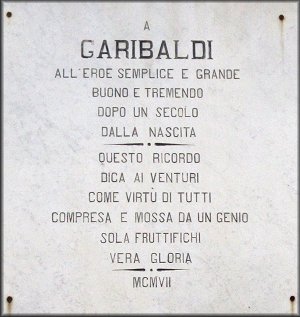 A
GARIBALDI
ALL'EROE SEMPLICE E GRANDE
BUONO E TREMENDO
DOPO UN SECOLO
DALLA NASCITA
QUESTO RICORDO
DICA AI VENTURI
COME VIRTÙ DI TUTTI
COMPRESA E MOSSA DA UN GENIO
SOLA FRUTTIFICHI
VERA GLORIA
MCMVII